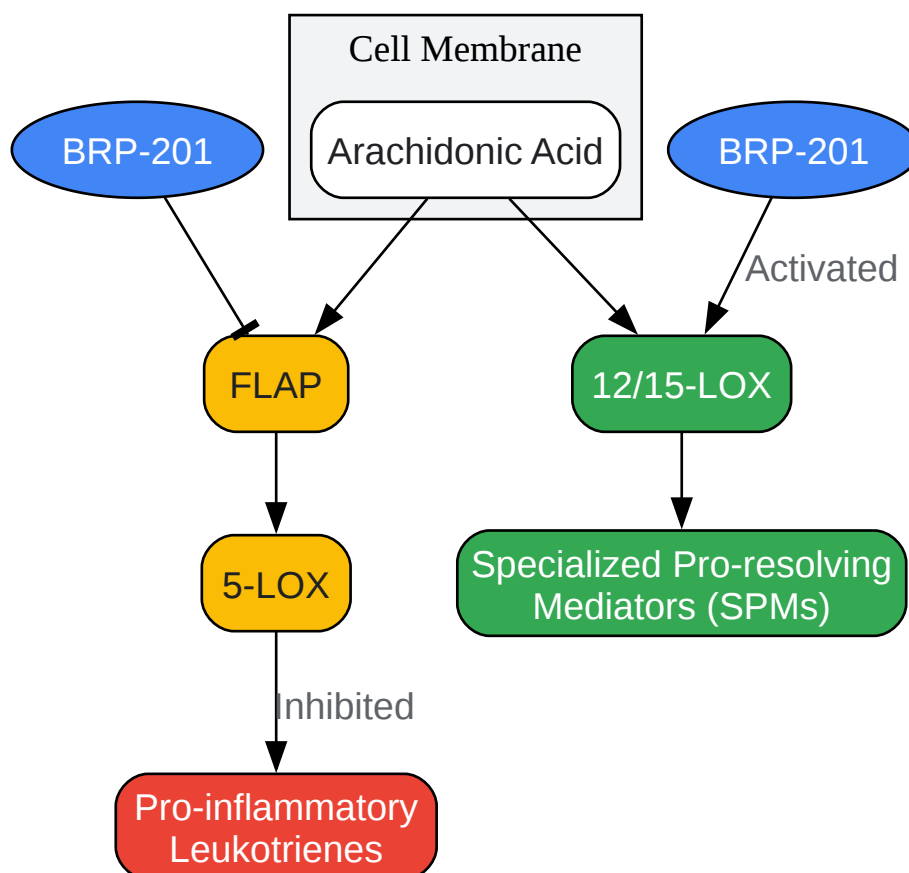 Cell Membrane
BRP-201
Arachidonic Acid
BRP-201
Activated
FLAP
12/15-LOX
5-LOX
Specialized Pro-resolving
Mediators (SPMs)
Inhibited
Pro-inflammatory
Leukotrienes